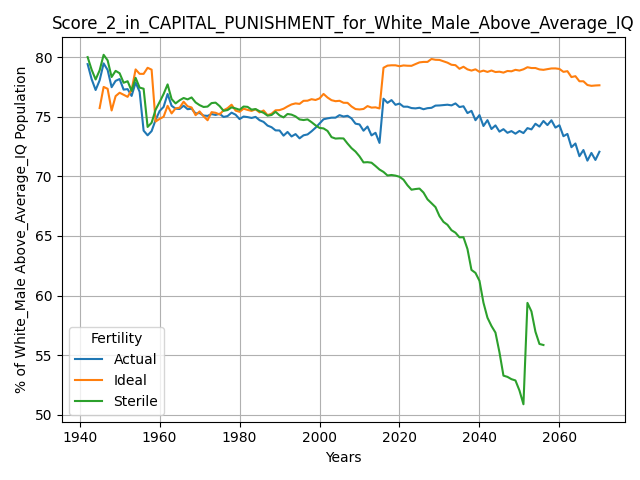 Score_2_in_CAPITAL_PUNISHMENT_for_White_Male_Above_Average_IQ
% of White_Male Above_Average_IQ Population
80
75
70
65
60
55
50
Fertility
Actual
Ideal
Sterile
1940 1960 1980 2000 2020 2040 2060
Years